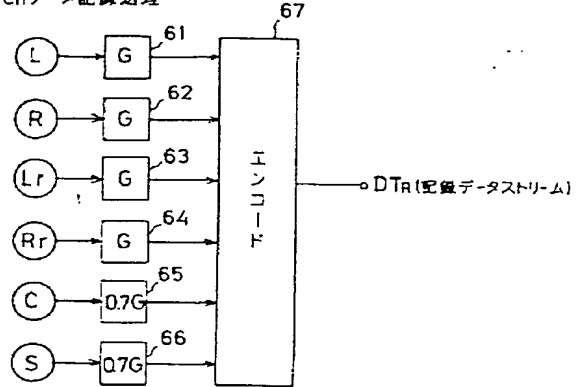 chデータ記録処理
L
G
61
R
G
62
Lr
G
63
Rr
G
64
C
0.7G
65
S
0.7G
66
67
エンコード
DTR(記録データストリーム)